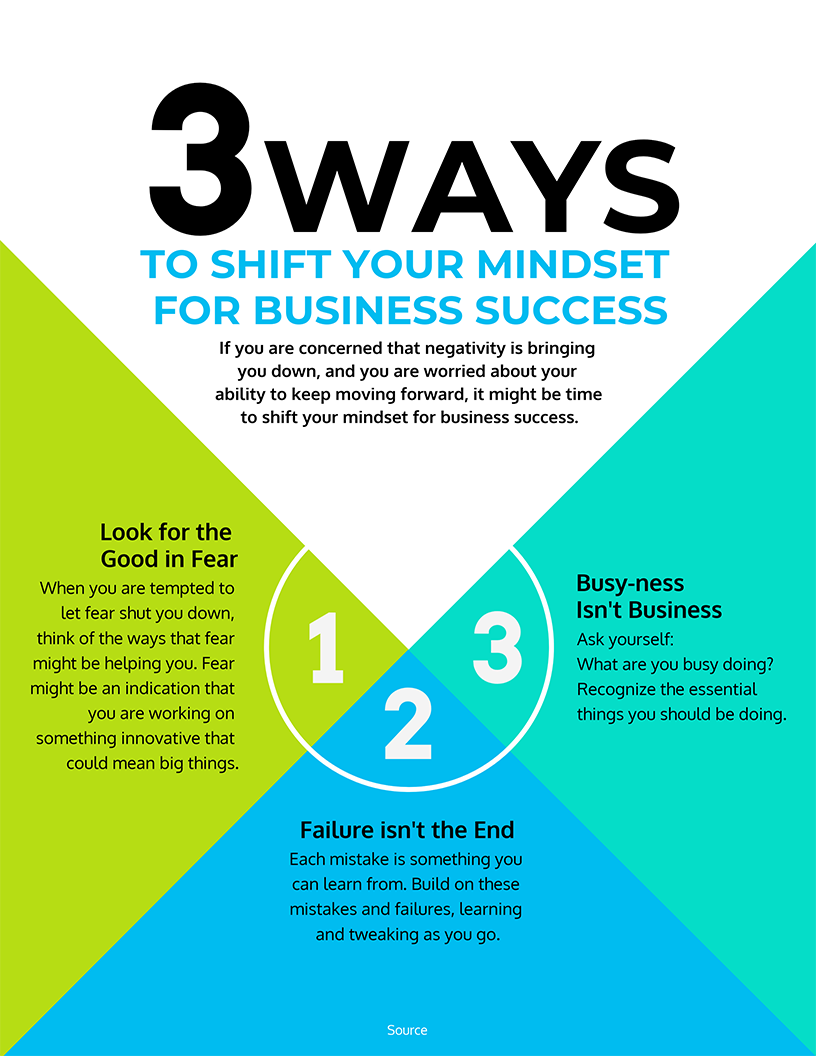 3 WAYS
TO SHIFT YOUR MINDSET
FOR BUSINESS SUCCESS
If you are concerned that negativity is bringing
you down, and you are worried about your
ability to keep moving forward, it might be time
to shift your mindset for business success.
Look for the
Good in Fear
When you are tempted to
let fear shut you down,
think of the ways that fear
might be helping you. Fear
might be an indication that
you are working on
something innovative that
could mean big things.
1
2
Failure isn't the End
Each mistake is something you
can learn from. Build on these
mistakes and failures, learning
and tweaking as you go.
3
Busy-ness
Isn't Business
Ask yourself:
What are you busy doing?
Recognize the essential
things you should be doing.
Source